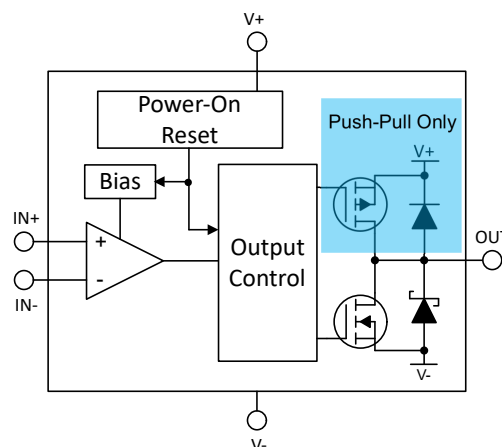 V+
Power-On
Reset
Push-Pull Only
V+
Bias
IN+
+
Output
Control
OUT
-
IN-
V-
V-